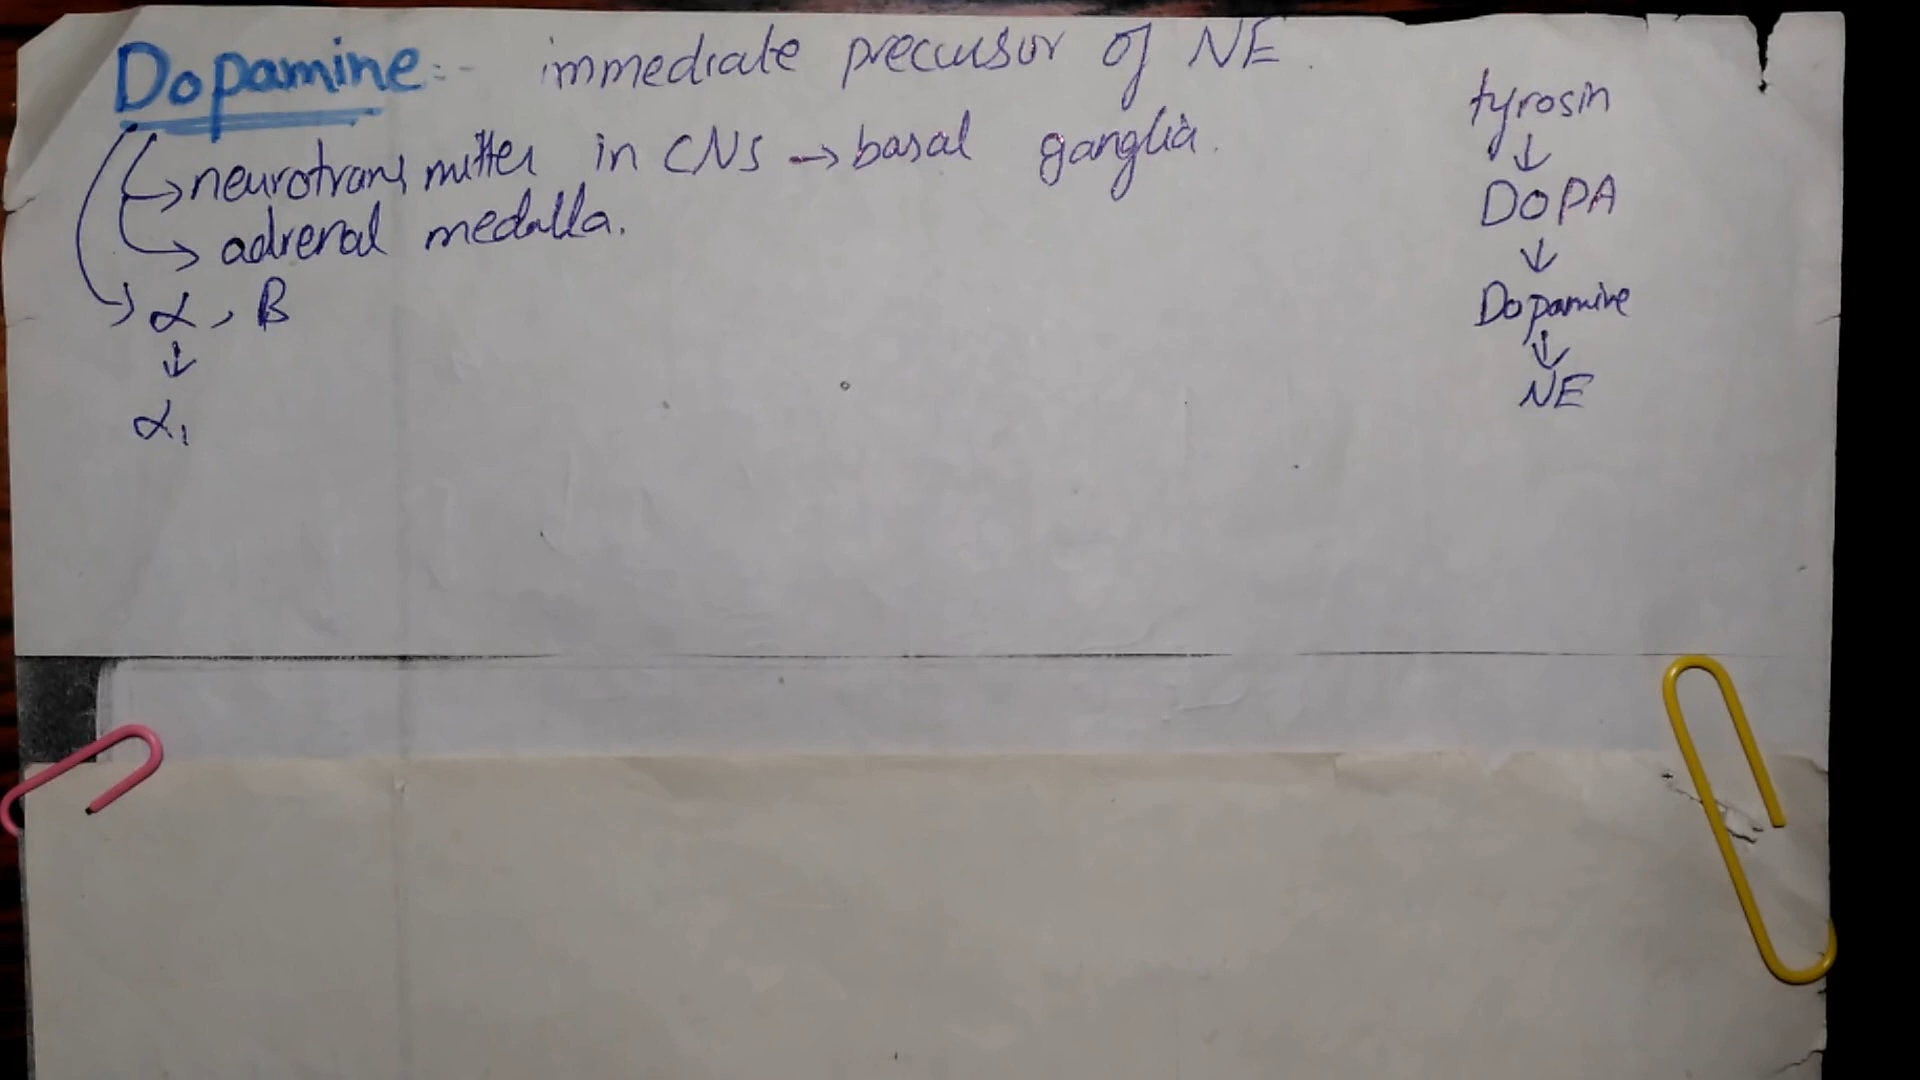 Dopamine:- immediate precursor of NE.
→ neurotransmitter in CNS → basal ganglia.
→ adrenal medulla.
→ α, B
↓
α₁
tyrosin
↓
DOPA
↓
Dopamine
↓
NE